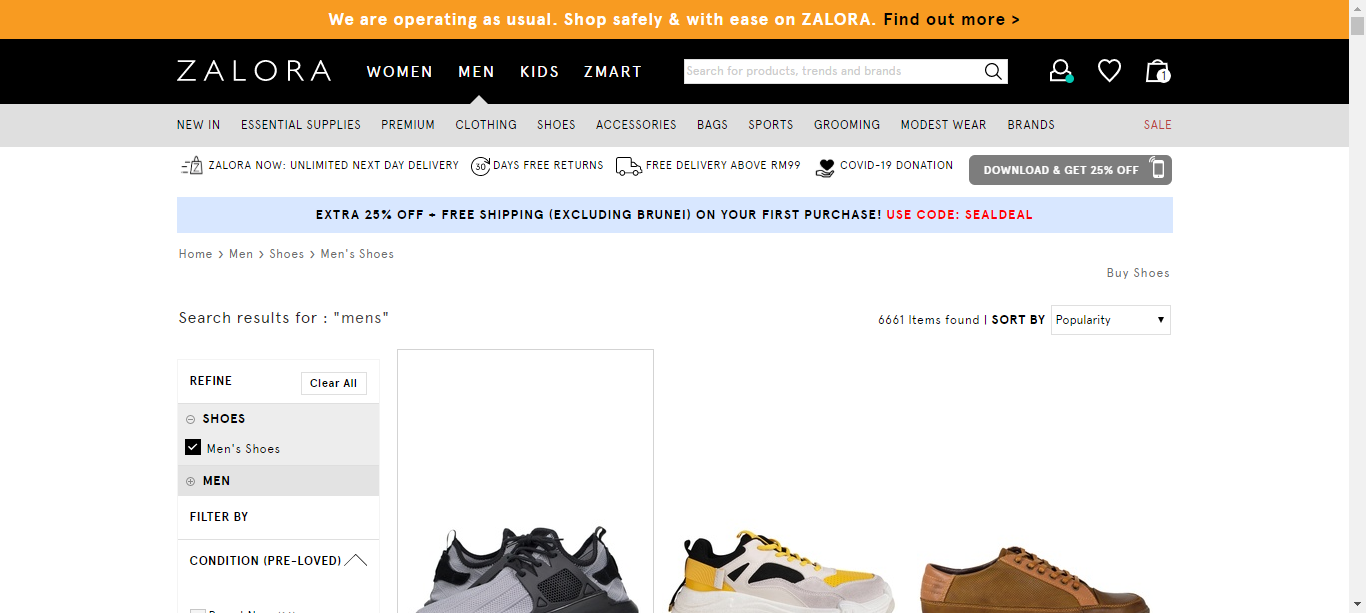 We are operating as usual. Shop safely & with ease on ZALORA. Find out more >
ZALORA WOMEN MEN KIDS ZMART Search for products, trends and brands 1
NEW IN ESSENTIAL SUPPLIES PREMIUM CLOTHING SHOES ACCESSORIES BAGS SPORTS GROOMING MODEST WEAR BRANDS SALE
Z ZALORA NOW: UNLIMITED NEXT DAY DELIVERY 30 DAYS FREE RETURNS FREE DELIVERY ABOVE RM99 COVID-19 DONATION DOWNLOAD & GET 25% OFF
EXTRA 25% OFF + FREE SHIPPING (EXCLUDING BRUNEI) ON YOUR FIRST PURCHASE! USE CODE: SEALDEAL
Home > Men > Shoes > Men's Shoes
Buy Shoes
Search results for : "mens"
6661 Items found | SORT BY Popularity
REFINE Clear All
SHOES
Men's Shoes
MEN
FILTER BY
CONDITION (PRE-LOVED)